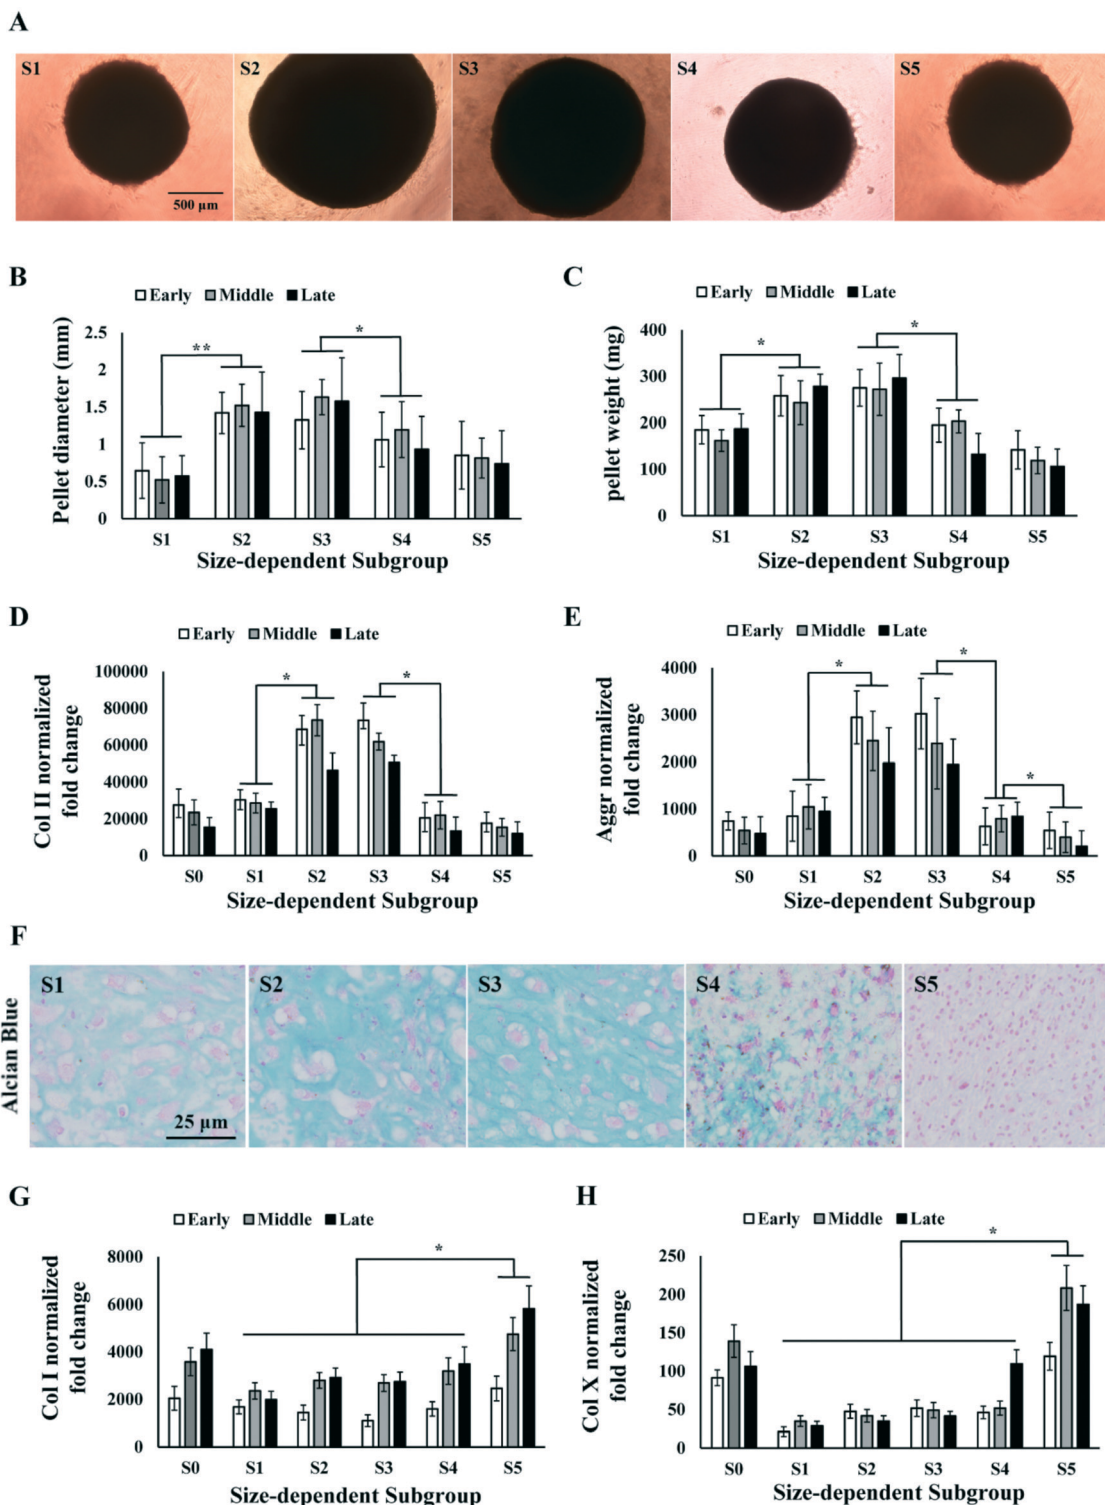 A
S1
S2
S3
S4
S5
500 µm
B
Early Middle Late
Pellet diameter (mm)
2.5
2
1.5
1
0.5
0
**
*
S1 S2 S3 S4 S5
Size-dependent Subgroup
C
Early Middle Late
pellet weight (mg)
400
300
200
100
0
*
*
S1 S2 S3 S4 S5
Size-dependent Subgroup
D
Early Middle Late
Col II normalized
fold change
100000
80000
60000
40000
20000
0
*
*
S0 S1 S2 S3 S4 S5
Size-dependent Subgroup
E
Early Middle Late
Aggr normalized
fold change
4000
3000
2000
1000
0
*
*
*
S0 S1 S2 S3 S4 S5
Size-dependent Subgroup
F
Alcian Blue
S1
S2
S3
S4
S5
25 µm
G
Early Middle Late
Col I normalized
fold change
8000
6000
4000
2000
0
*
S0 S1 S2 S3 S4 S5
Size-dependent Subgroup
H
Early Middle Late
Col X normalized
fold change
250
200
150
100
50
0
*
S0 S1 S2 S3 S4 S5
Size-dependent Subgroup